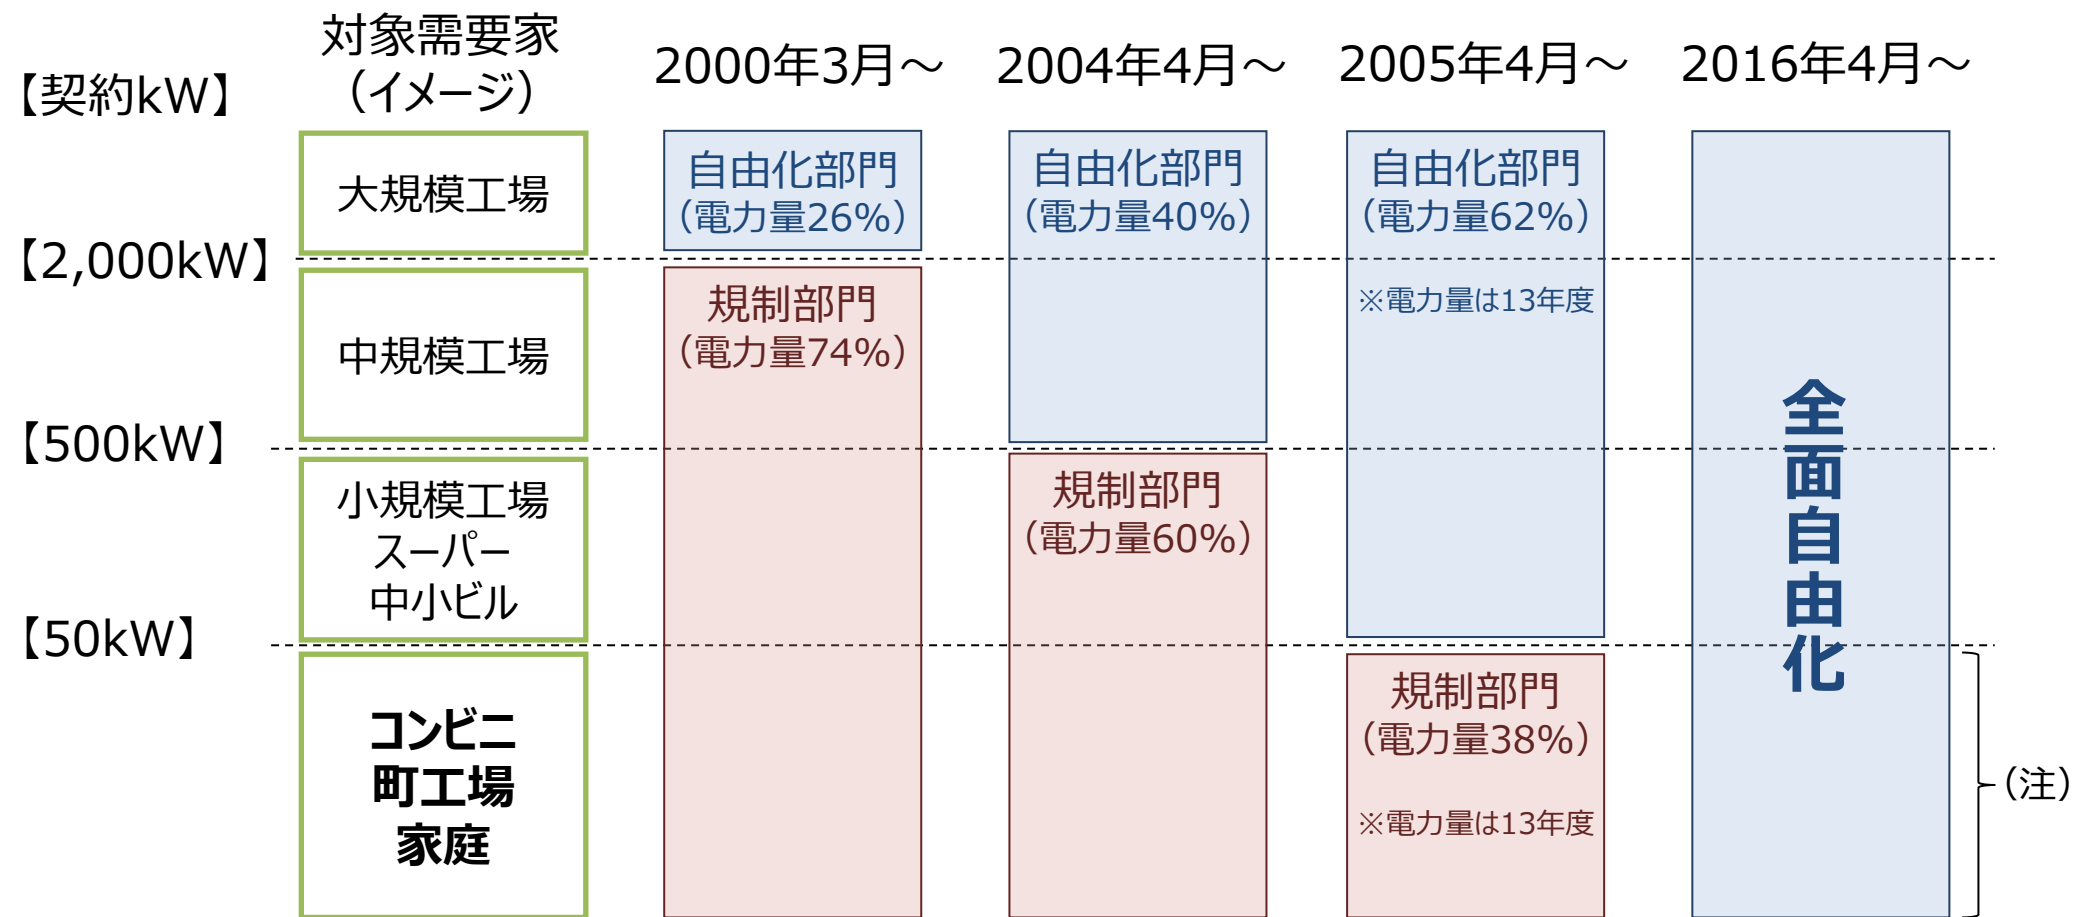 【契約kW】
対象需要家
（イメージ）
2000年3月～
2004年4月～
2005年4月～
2016年4月～
大規模工場
自由化部門
（電力量26%）
自由化部門
（電力量40%）
自由化部門
（電力量62%）
※電力量は13年度
【2,000kW】
中規模工場
規制部門
（電力量74%）
全面自由化
【500kW】
小規模工場
スーパー
中小ビル
規制部門
（電力量60%）
【50kW】
コンビニ
町工場
家庭
規制部門
（電力量38%）
※電力量は13年度
（注）